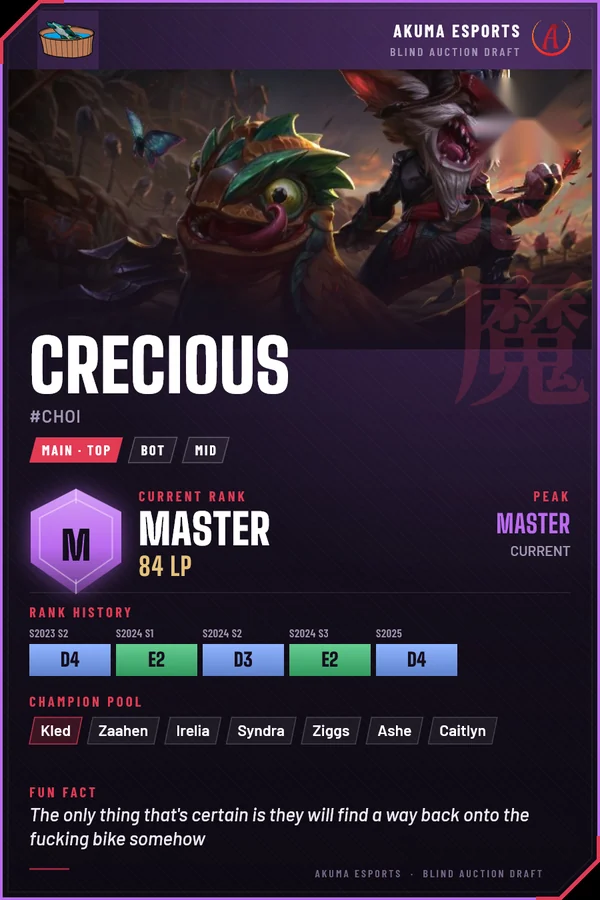 AKUMA ESPORTS
BLIND AUCTION DRAFT
魔
CRECIOUS
#CHOI
MAIN · TOP
BOT
MID
M
CURRENT RANK
MASTER
84 LP
PEAK
MASTER
CURRENT
RANK HISTORY
S2023 S2
S2024 S1
S2024 S2
S2024 S3
S2025
D4
E2
D3
E2
D4
CHAMPION POOL
Kled
Zaahen
Irelia
Syndra
Ziggs
Ashe
Caitlyn
FUN FACT
The only thing that's certain is they will find a way back onto the
fucking bike somehow
AKUMA ESPORTS · BLIND AUCTION DRAFT